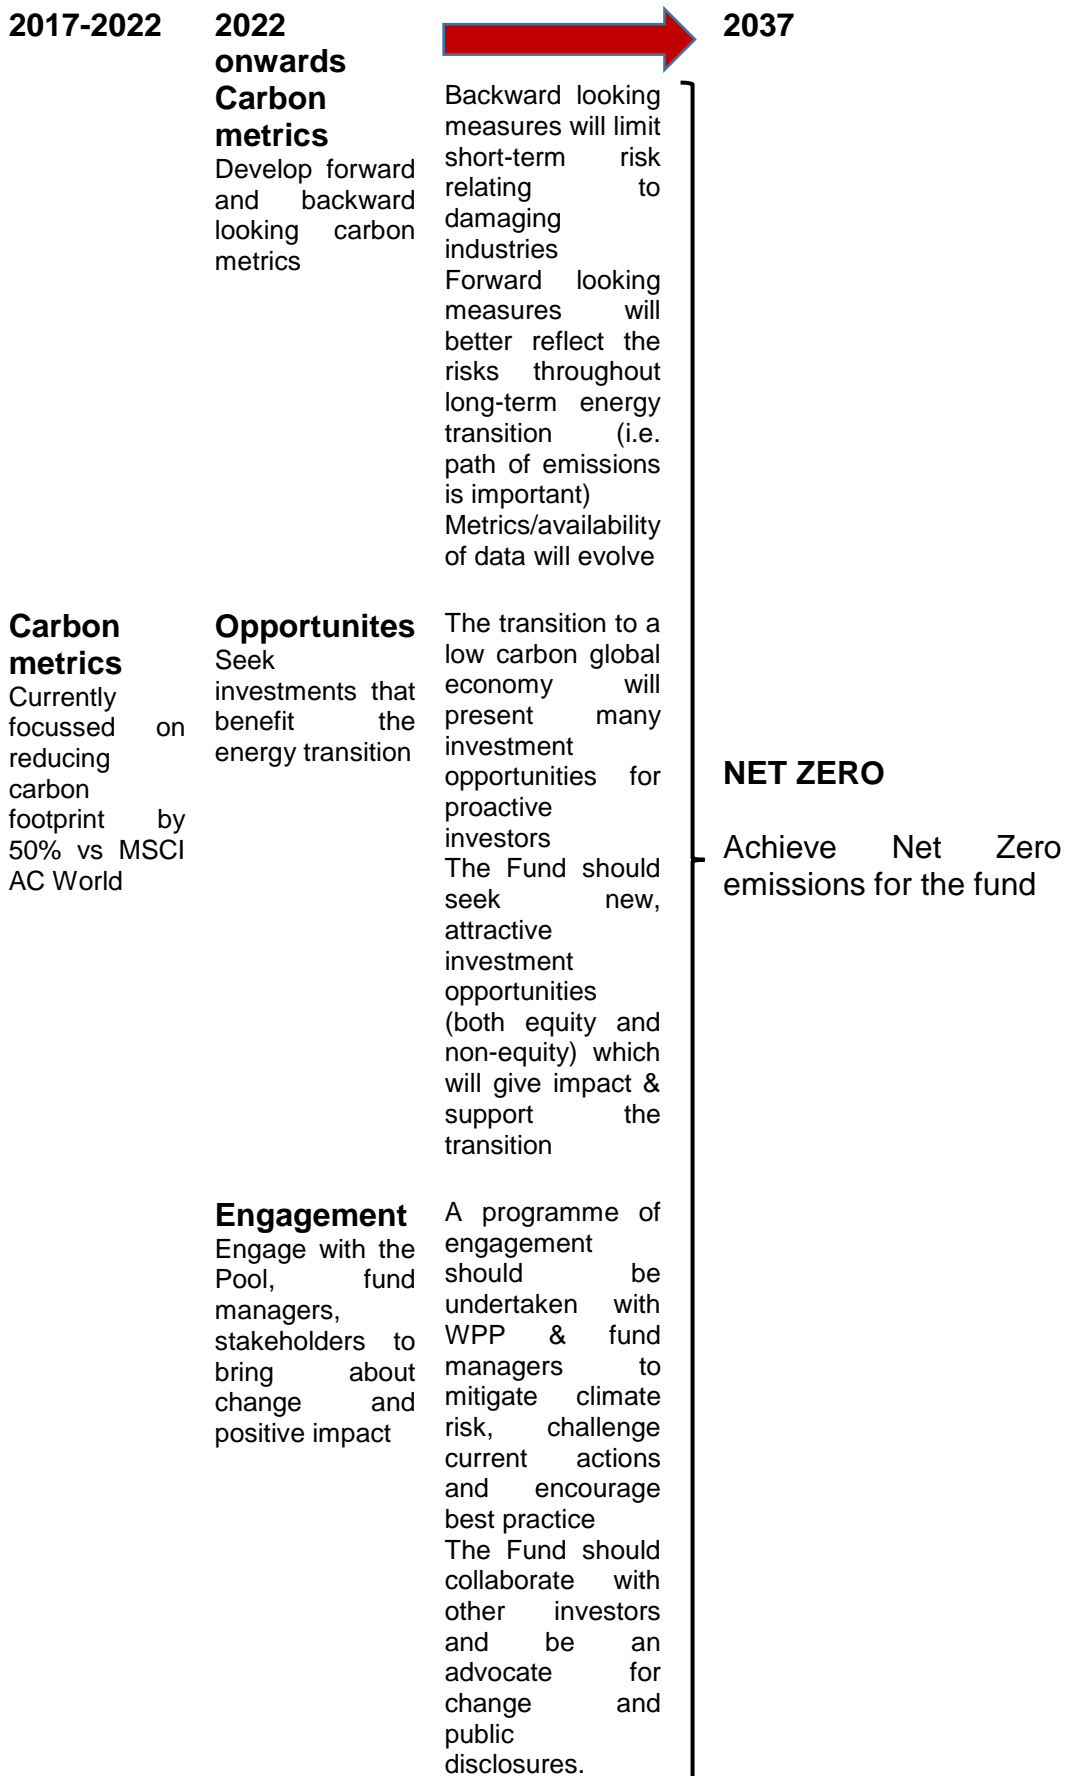 2017-2022
2022
onwards
Carbon
metrics
Develop forward
and backward
looking carbon
metrics
Backward looking
measures will limit
short-term risk
relating to
damaging
industries
Forward looking
measures will
better reflect the
risks throughout
long-term energy
transition (i.e.
path of emissions
is important)
Metrics/availability
of data will evolve
2037
Carbon
metrics
Currently
focussed on
reducing
carbon
footprint by
50% vs MSCI
AC World
Opportunites
Seek
investments that
benefit the
energy transition
The transition to a
low carbon global
economy will
present many
investment
opportunities for
proactive
investors
The Fund should
seek new,
attractive
investment
opportunities
(both equity and
non-equity) which
will give impact &
support the
transition
NET ZERO
Achieve Net Zero
emissions for the fund
Engagement
Engage with the
Pool, fund
managers,
stakeholders to
bring about
change and
positive impact
A programme of
engagement
should be
undertaken with
WPP & fund
managers to
mitigate climate
risk, challenge
current actions
and encourage
best practice
The Fund should
collaborate with
other investors
and be an
advocate for
change and
public
disclosures.